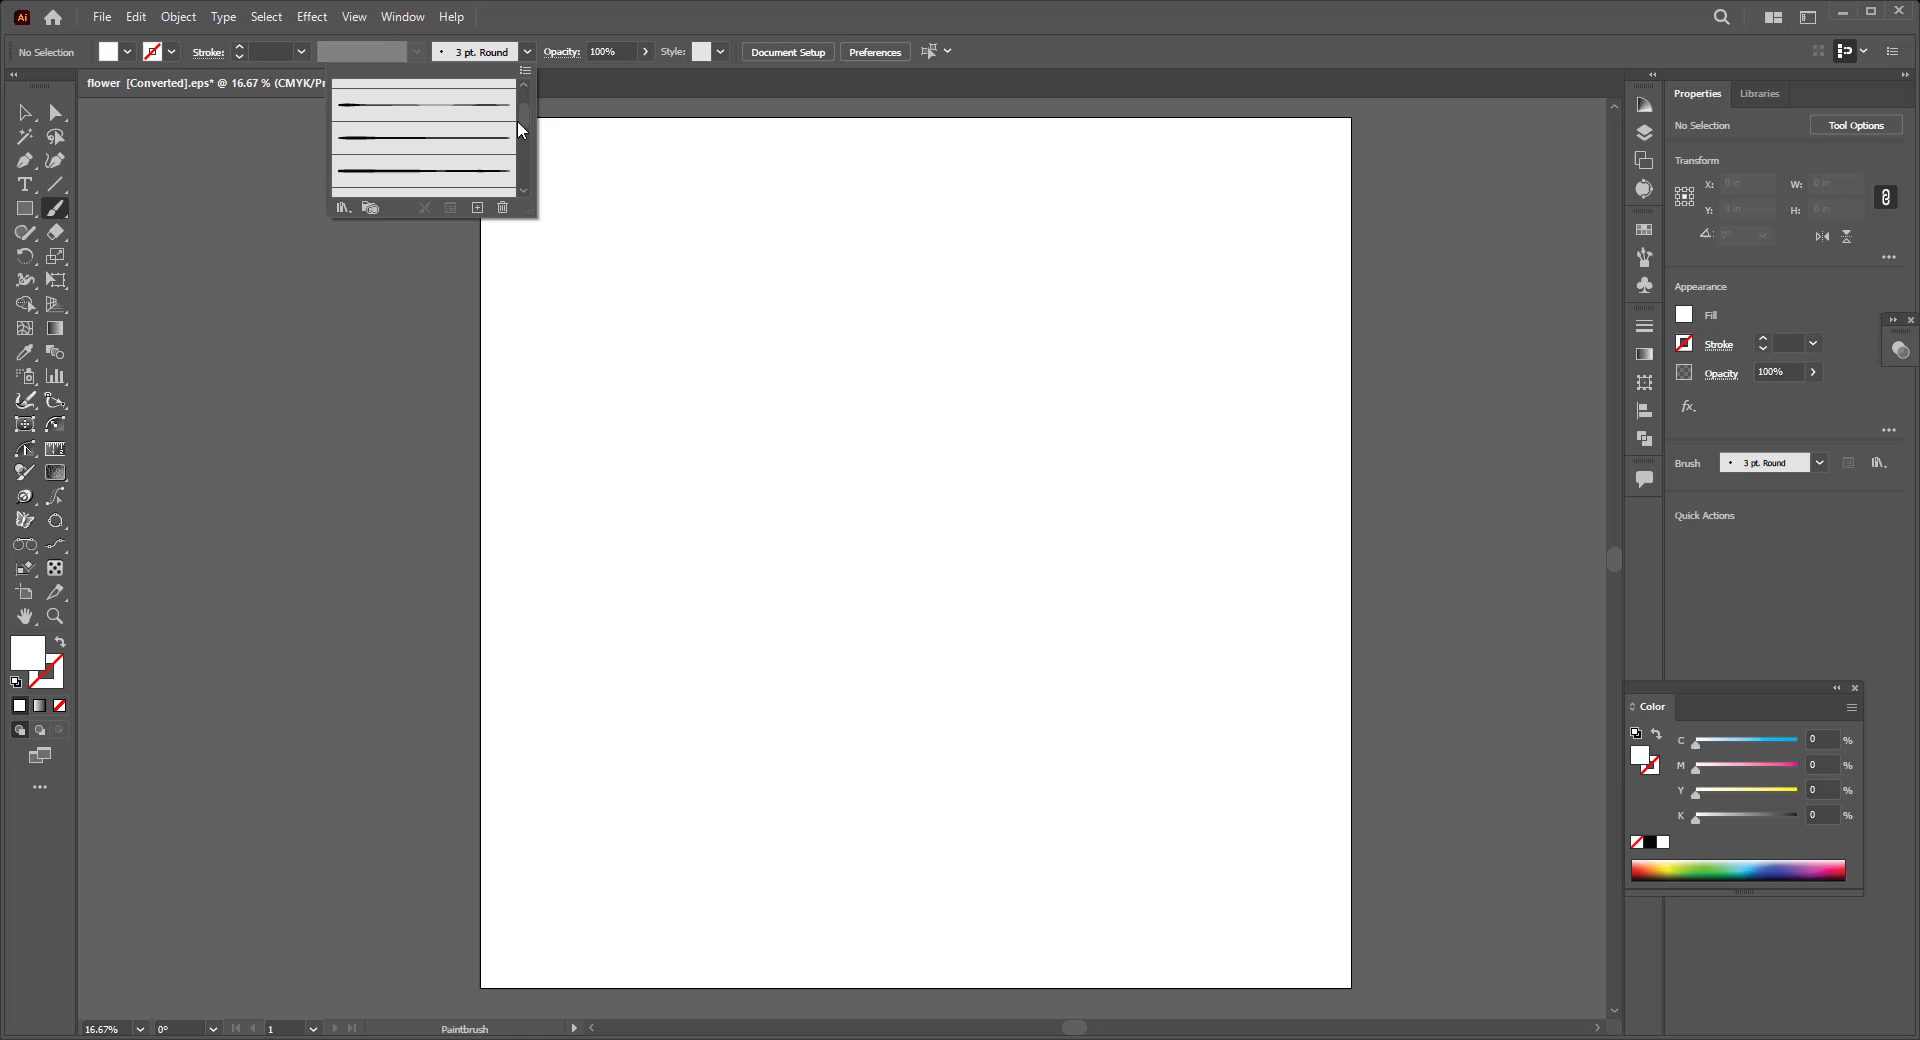 Ai File Edit Object Type Select Effect View Window Help
No Selection Stroke: 3 pt. Round Opacity: 100% Style: Document Setup Preferences
flower [Converted].eps* @ 16.67 % (CMYK/Pr
Properties Libraries
No Selection Tool Options
Transform
X: 0 in W: 0 in
Y: 0 in H: 0 in
0°
Appearance
Fill
Stroke
Opacity 100%
fx.
Brush 3 pt. Round
Quick Actions
Color
C 0 %
M 0 %
Y 0 %
K 0 %
16.67% 0° 1 Paintbrush